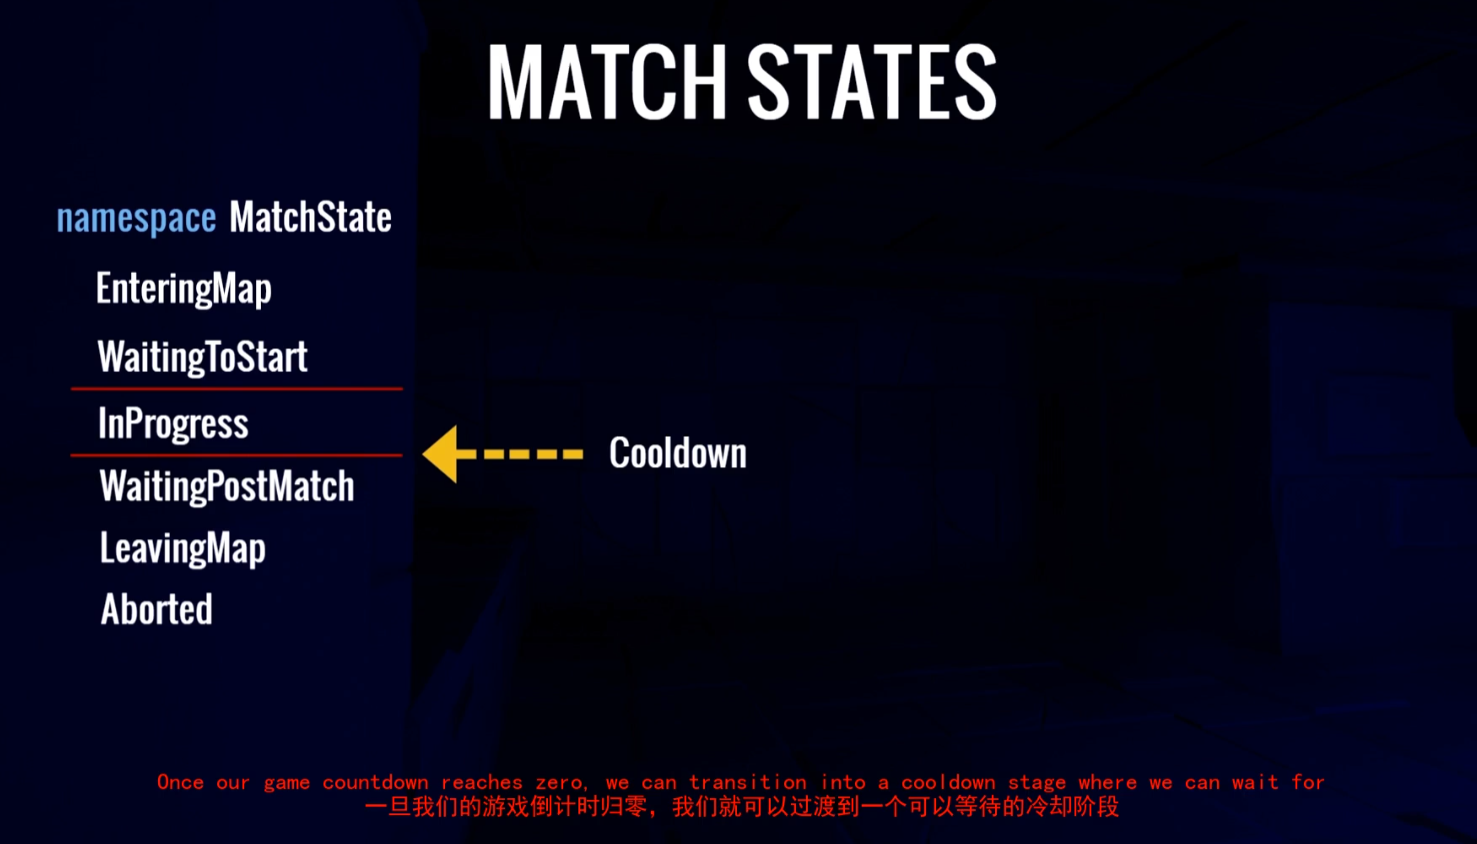 MATCH STATES
namespace MatchState
EnteringMap
WaitingToStart
InProgress
Cooldown
WaitingPostMatch
LeavingMap
Aborted
Once our game countdown reaches zero, we can transition into a cooldown stage where we can wait for
一旦我们的游戏倒计时归零，我们就可以过渡到一个可以等待的冷却阶段